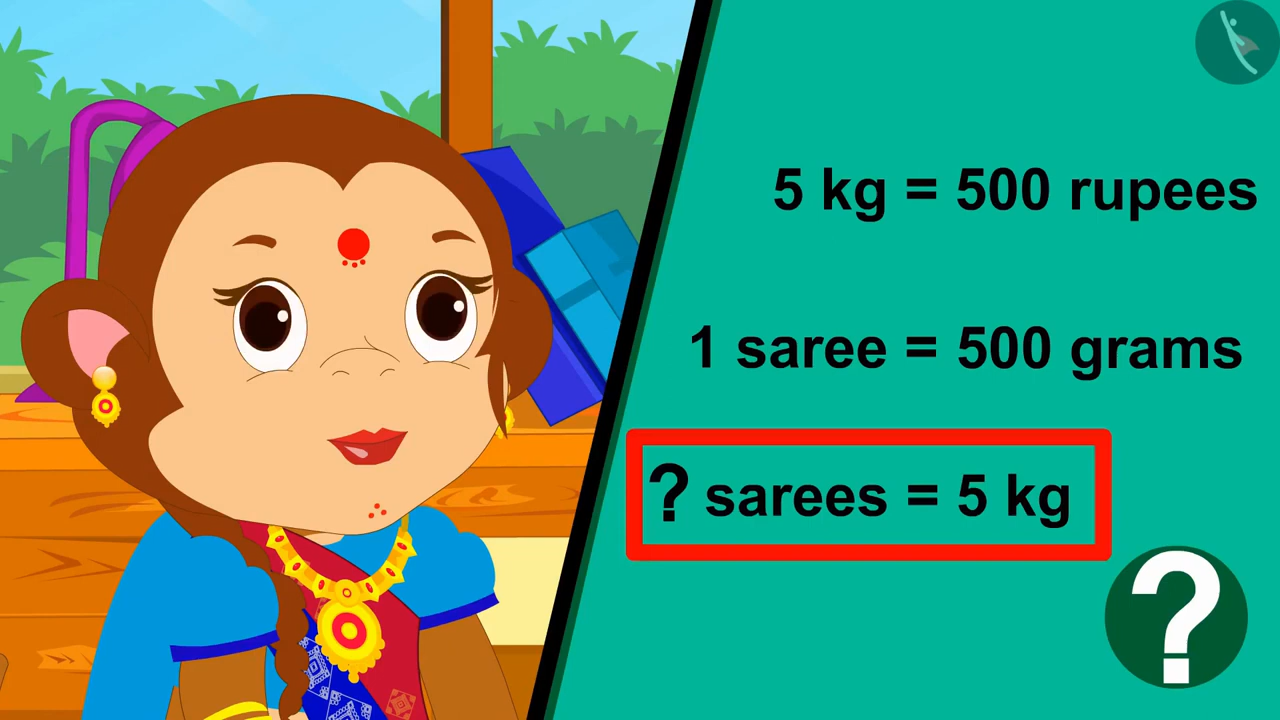 5 kg = 500 rupees
1 saree = 500 grams
? sarees = 5 kg
?